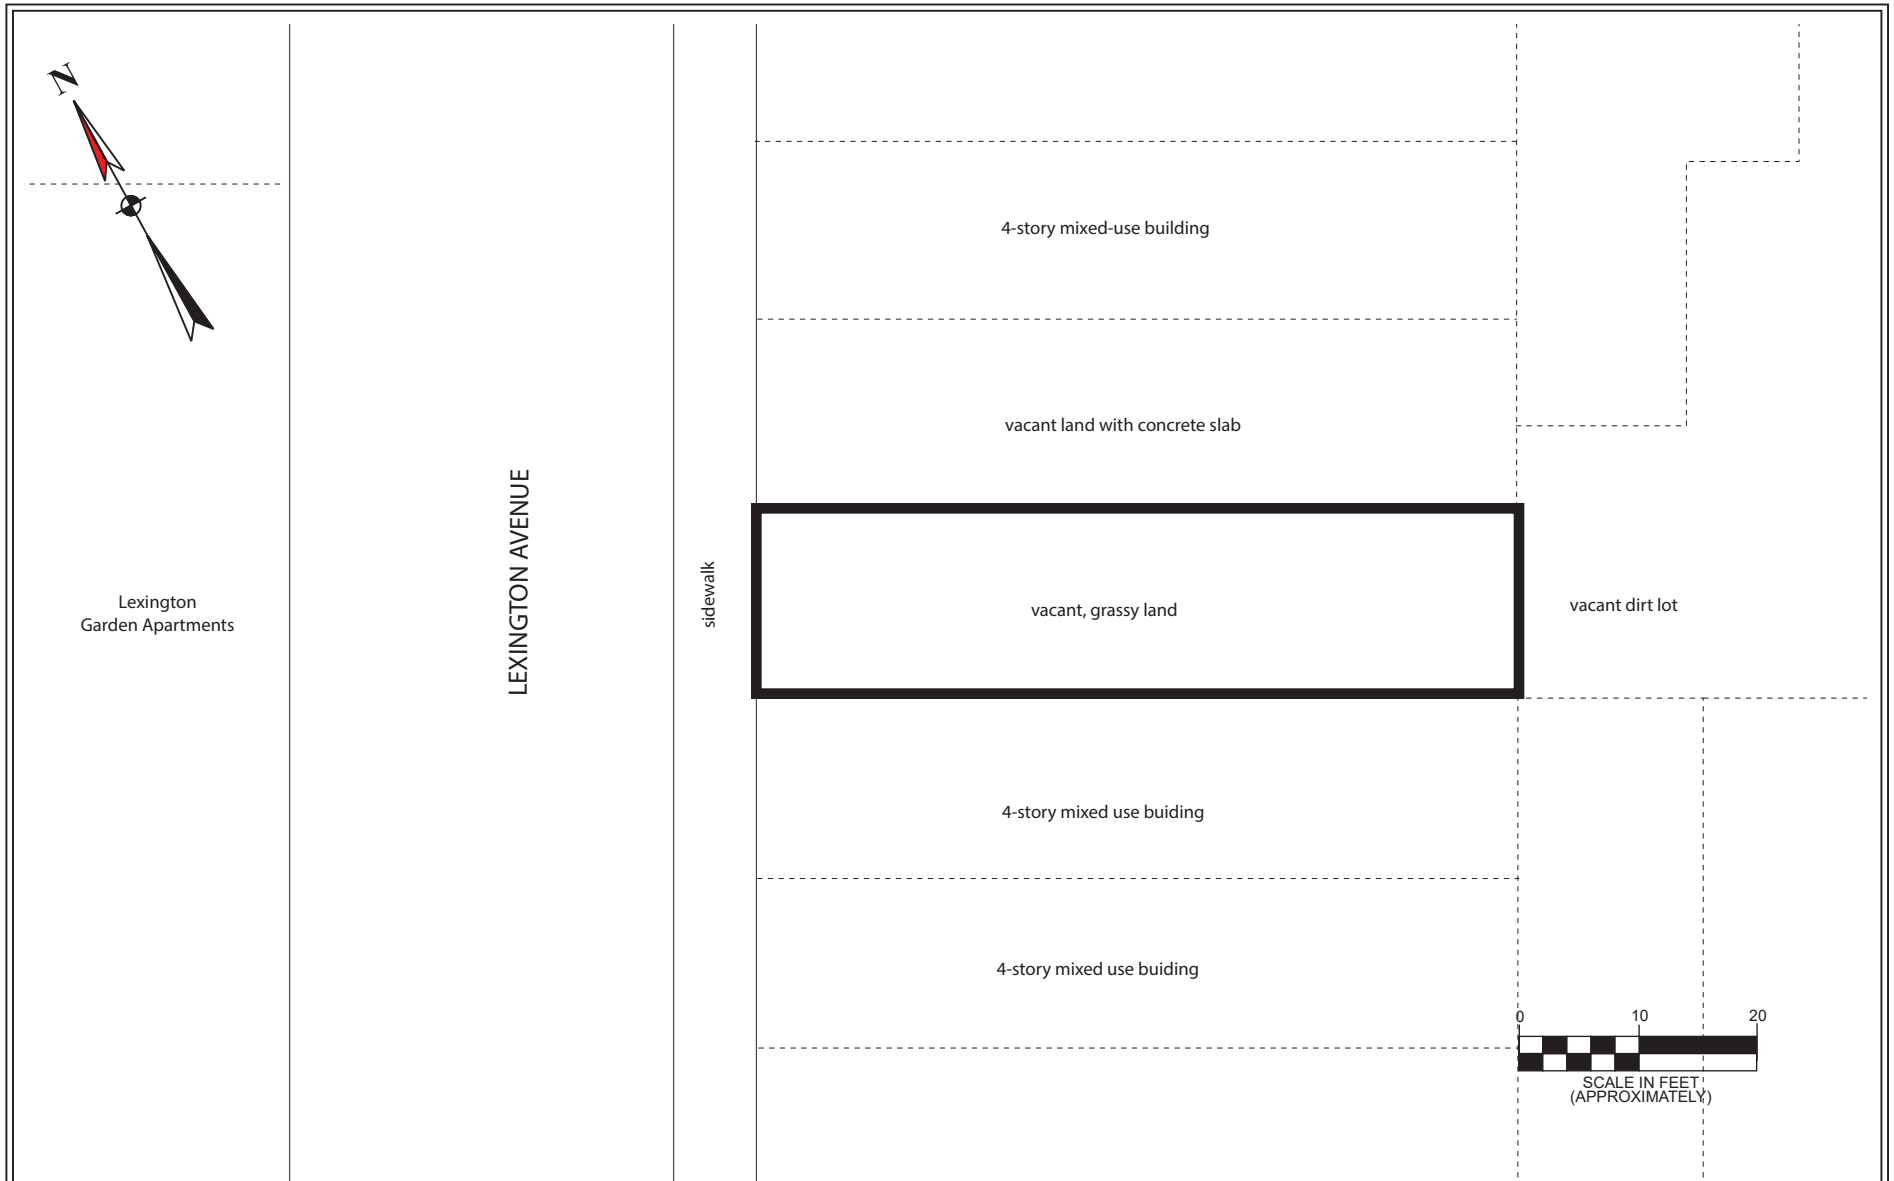 N
4-story mixed-use building
vacant land with concrete slab
LEXINGTON AVENUE
sidewalk
Lexington
Garden Apartments
vacant, grassy land
vacant dirt lot
4-story mixed use buiding
4-story mixed use buiding
0 10 20
SCALE IN FEET
(APPROXIMATELY)